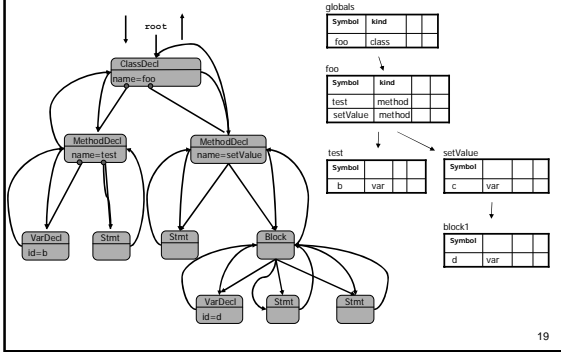 root
ClassDecl
name=foo
MethodDecl
name=test
MethodDecl
name=setValue
VarDecl
id=b
Stmt
Stmt
Block
VarDecl
id=d
Stmt
Stmt
globals
Symbol kind
foo class
foo
Symbol kind
test method
setValue method
test
Symbol
b var
setValue
Symbol
c var
block1
Symbol
d var
19